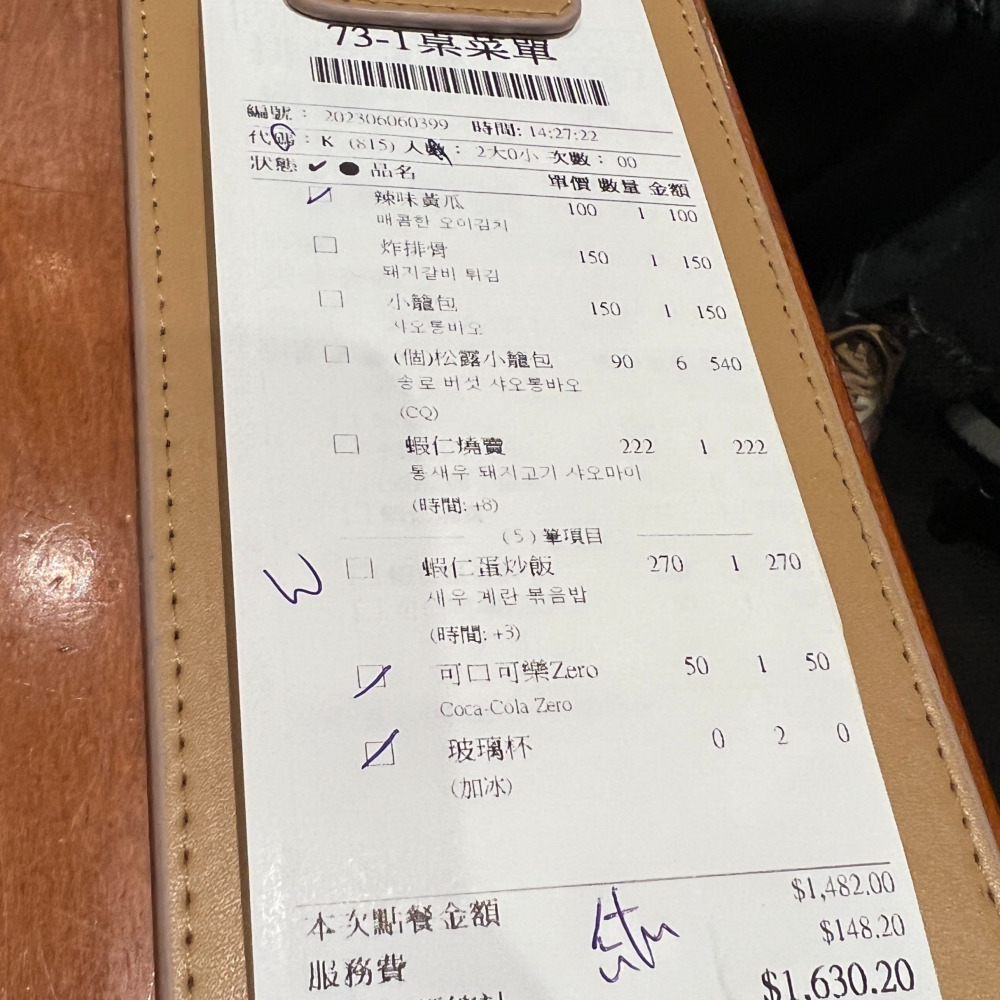 73-1桌菜單
編號： 202306060399 時間: 14:27:22
代號： K (815) 人數： 2大0小 次數： 00
狀態 ✔ ● 品名 單價 數量 金額
辣味黃瓜 100 1 100
매콤한 오이김치
炸排骨 150 1 150
돼지갈비 튀김
小籠包 150 1 150
샤오롱바오
(個)松露小籠包 90 6 540
송로 버섯 샤오롱바오
(CQ)
蝦仁燒賣 222 1 222
통새우 돼지고기 샤오마이
(時間: +8)
(5) 筆項目
蝦仁蛋炒飯 270 1 270
새우 계란 볶음밥
(時間: +3)
可口可樂Zero 50 1 50
Coca-Cola Zero
玻璃杯 0 2 0
(加冰)
本次點餐金額 $1,482.00
服務費 $148.20
$1,630.20